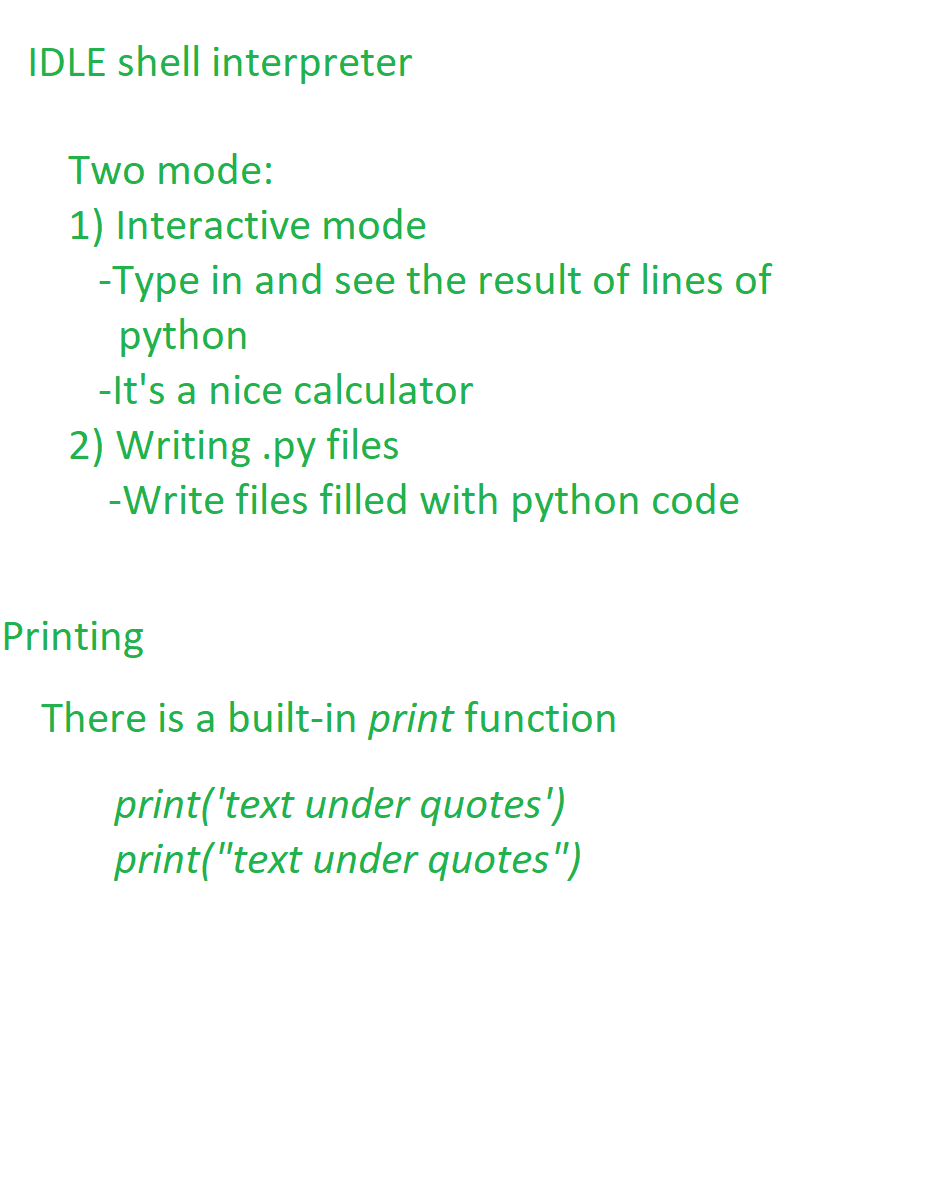 IDLE shell interpreter
Two mode:
1) Interactive mode
-Type in and see the result of lines of
python
-It's a nice calculator
2) Writing .py files
-Write files filled with python code
Printing
There is a built-in print function
print('text under quotes')
print("text under quotes")